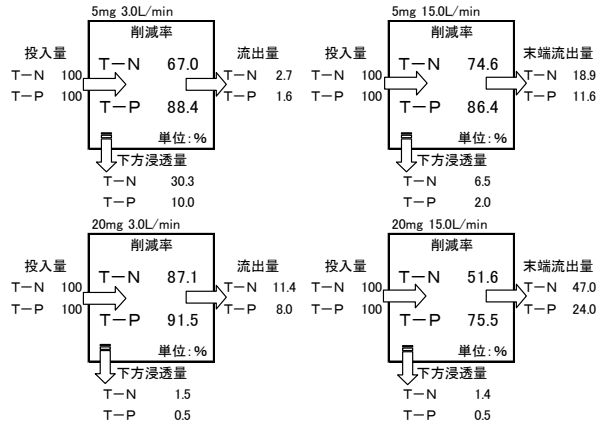 5mg 3.0L/min
削減率
投入量
T－N 100
T－P 100
T－N 67.0
T－P 88.4
単位：％
流出量
T－N 2.7
T－P 1.6
下方浸透量
T－N 30.3
T－P 10.0
5mg 15.0L/min
削減率
投入量
T－N 100
T－P 100
T－N 74.6
T－P 86.4
単位：％
末端流出量
T－N 18.9
T－P 11.6
下方浸透量
T－N 6.5
T－P 2.0
20mg 3.0L/min
削減率
投入量
T－N 100
T－P 100
T－N 87.1
T－P 91.5
単位：％
流出量
T－N 11.4
T－P 8.0
下方浸透量
T－N 1.5
T－P 0.5
20mg 15.0L/min
削減率
投入量
T－N 100
T－P 100
T－N 51.6
T－P 75.5
単位：％
末端流出量
T－N 47.0
T－P 24.0
下方浸透量
T－N 1.4
T－P 0.5